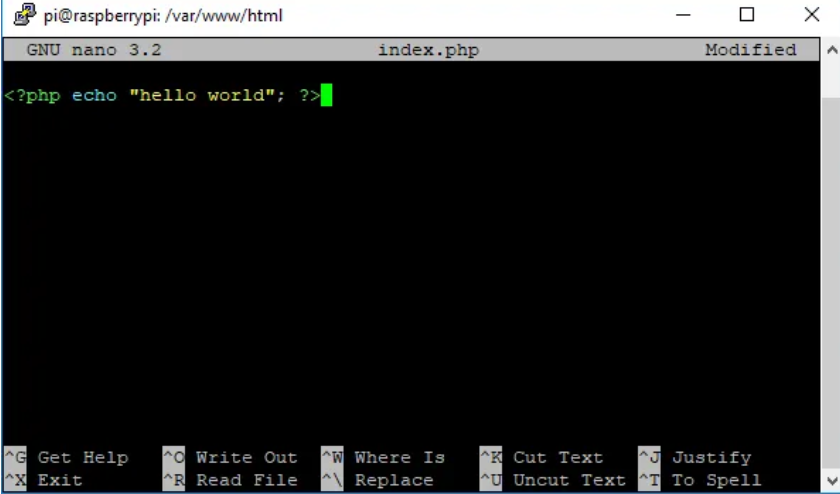 pi@raspberrypi: /var/www/html
GNU nano 3.2 index.php Modified
<?php echo "hello world"; ?>
^G Get Help ^O Write Out ^W Where Is ^K Cut Text ^J Justify
^X Exit ^R Read File ^\ Replace ^U Uncut Text ^T To Spell